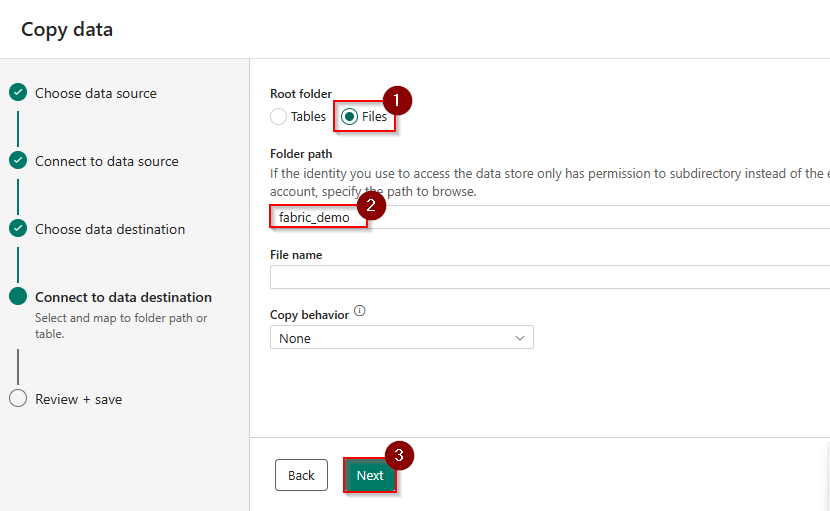 Copy data
Choose data source
Connect to data source
Choose data destination
Connect to data destination
Select and map to folder path or
table.
Review + save
Root folder
Tables
Files
1
Folder path
If the identity you use to access the data store only has permission to subdirectory instead of the
account, specify the path to browse.
fabric_demo
2
File name
Copy behavior
None
Back
Next
3